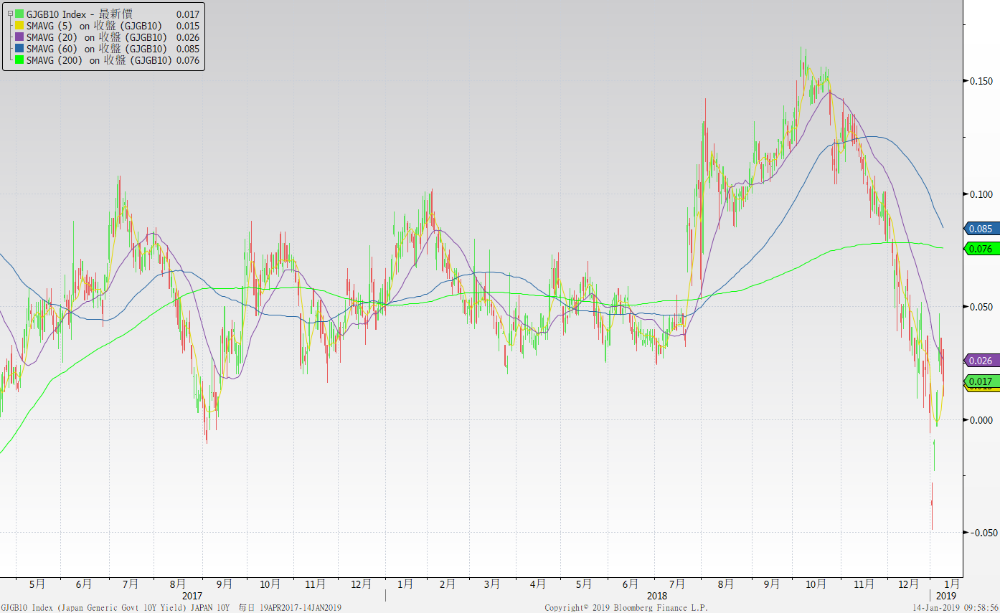 GJGB10 Index - 最新價 0.017
SMAVG (5) on 收盤 (GJGB10) 0.015
SMAVG (20) on 收盤 (GJGB10) 0.026
SMAVG (60) on 收盤 (GJGB10) 0.085
SMAVG (200) on 收盤 (GJGB10) 0.076
0.150
0.100
0.085
0.076
0.050
0.026
0.017
0.015
0.000
-0.050
5月 6月 7月 8月 9月 10月 11月 12月 1月 2月 3月 4月 5月 6月 7月 8月 9月 10月 11月 12月 1月
2017 2018 2019
GJGB10 Index (Japan Generic Govt 10Y Yield) JAPAN 10Y 每日 19APR2017-14JAN2019 Copyright© 2019 Bloomberg Finance L.P. 14-Jan-2019 09:58:56